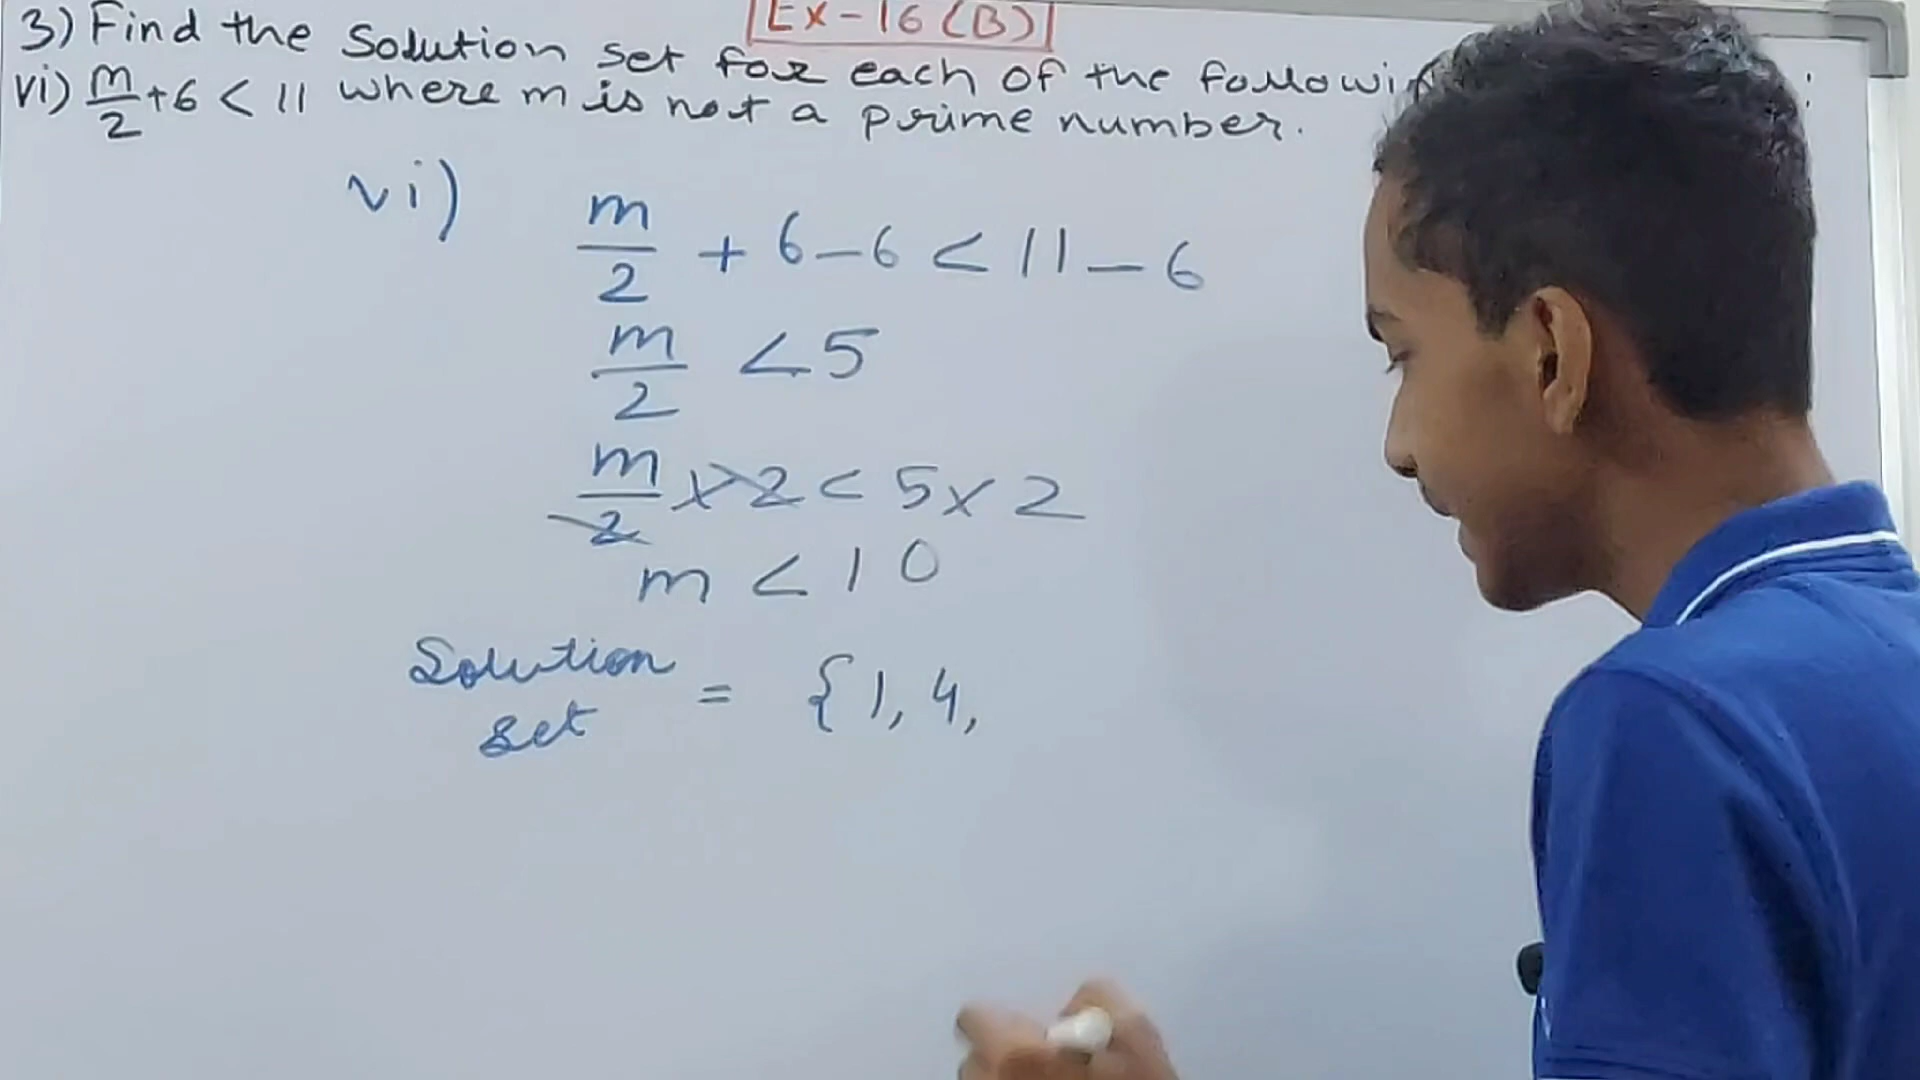 Ex-16(B)
3) Find the Solution set for each of the followin :
vi) m/2 + 6 < 11 where m is not a prime number.
vi) m/2 + 6 - 6 < 11 - 6
m/2 < 5
m/2 x 2 < 5 x 2
m < 10
Solution set = {1, 4,